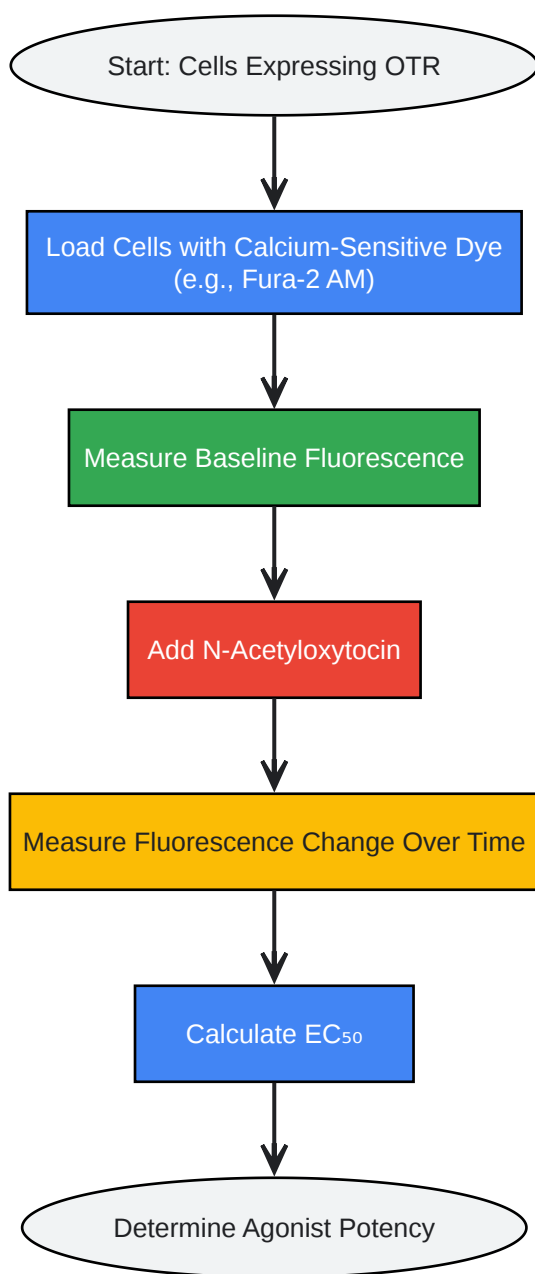 Start: Cells Expressing OTR
Load Cells with Calcium-Sensitive Dye
(e.g., Fura-2 AM)
Measure Baseline Fluorescence
Add N-Acetyloxytocin
Measure Fluorescence Change Over Time
Calculate EC₅₀
Determine Agonist Potency